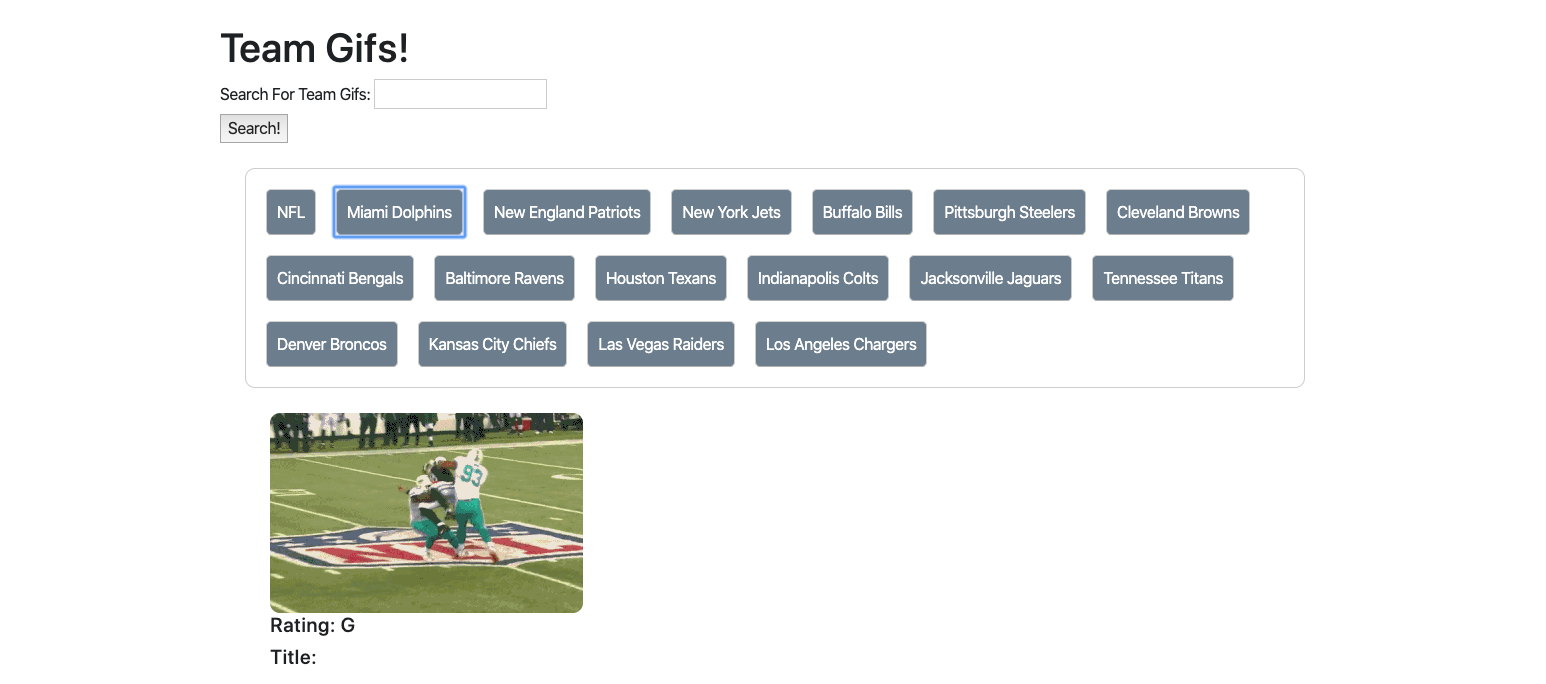 Team Gifs!
Search For Team Gifs:
Search!
NFL Miami Dolphins New England Patriots New York Jets Buffalo Bills Pittsburgh Steelers Cleveland Browns
Cincinnati Bengals Baltimore Ravens Houston Texans Indianapolis Colts Jacksonville Jaguars Tennessee Titans
Denver Broncos Kansas City Chiefs Las Vegas Raiders Los Angeles Chargers
93
NFL
Rating: G
Title: